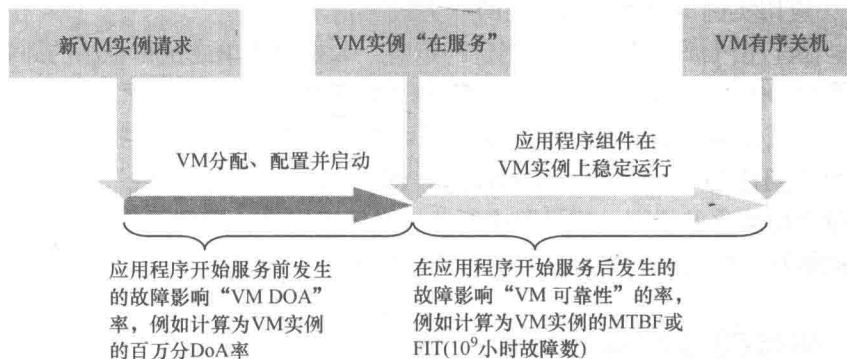 新VM实例请求
VM实例“在服务”
VM有序关机
VM分配、配置并启动
应用程序组件在
VM实例上稳定运行
应用程序开始服务前发生
的故障影响“VM DOA”
率，例如计算为VM实例
的百万分DoA率
在应用程序开始服务后发生的
故障影响“VM 可靠性”的率，
例如计算为VM实例的MTBF或
FIT(10⁹小时故障数)